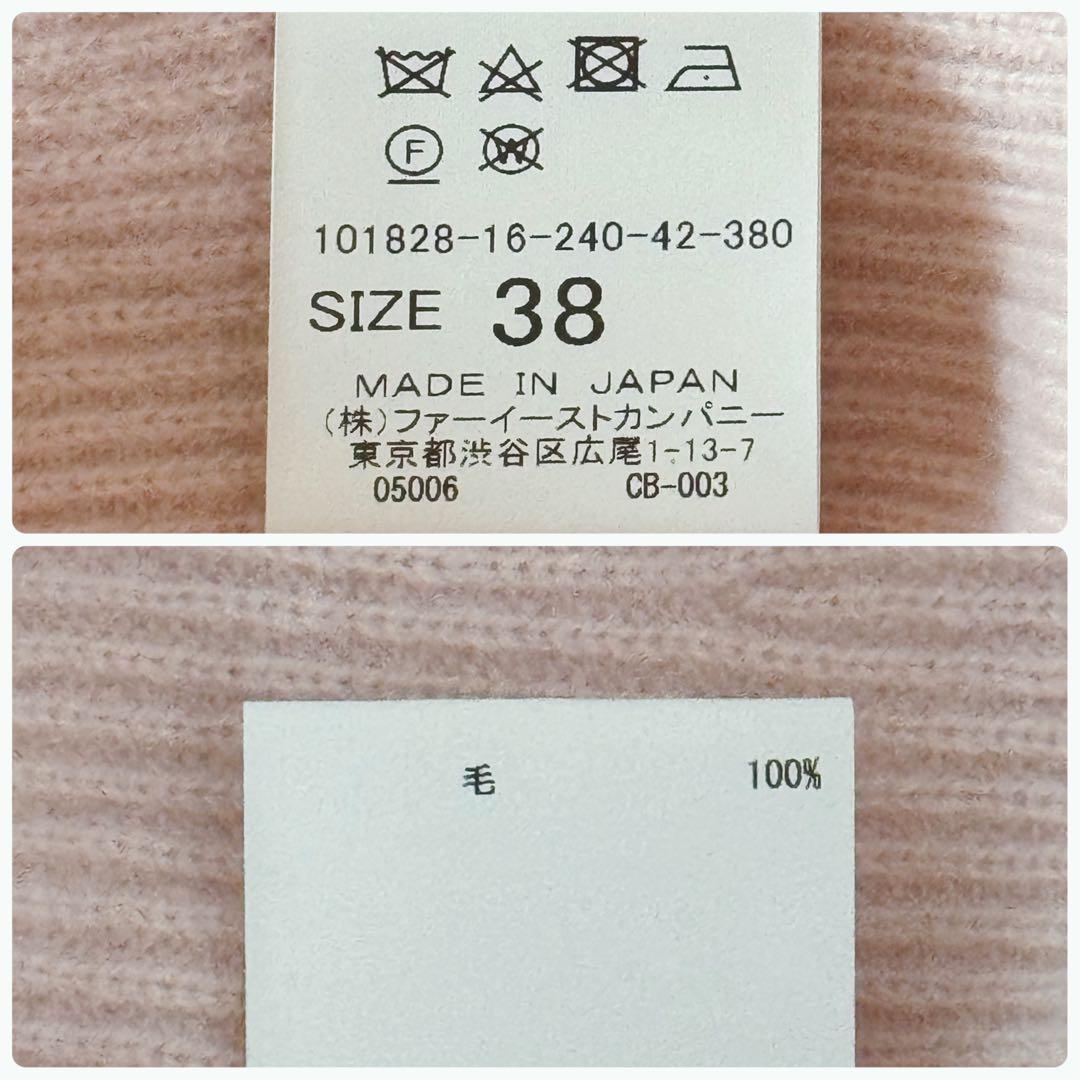 F W
101828-16-240-42-380
SIZE 38
MADE IN JAPAN
(株)ファーイーストカンパニー
東京都渋谷区広尾1-13-7
05006 CB-003
毛 100%